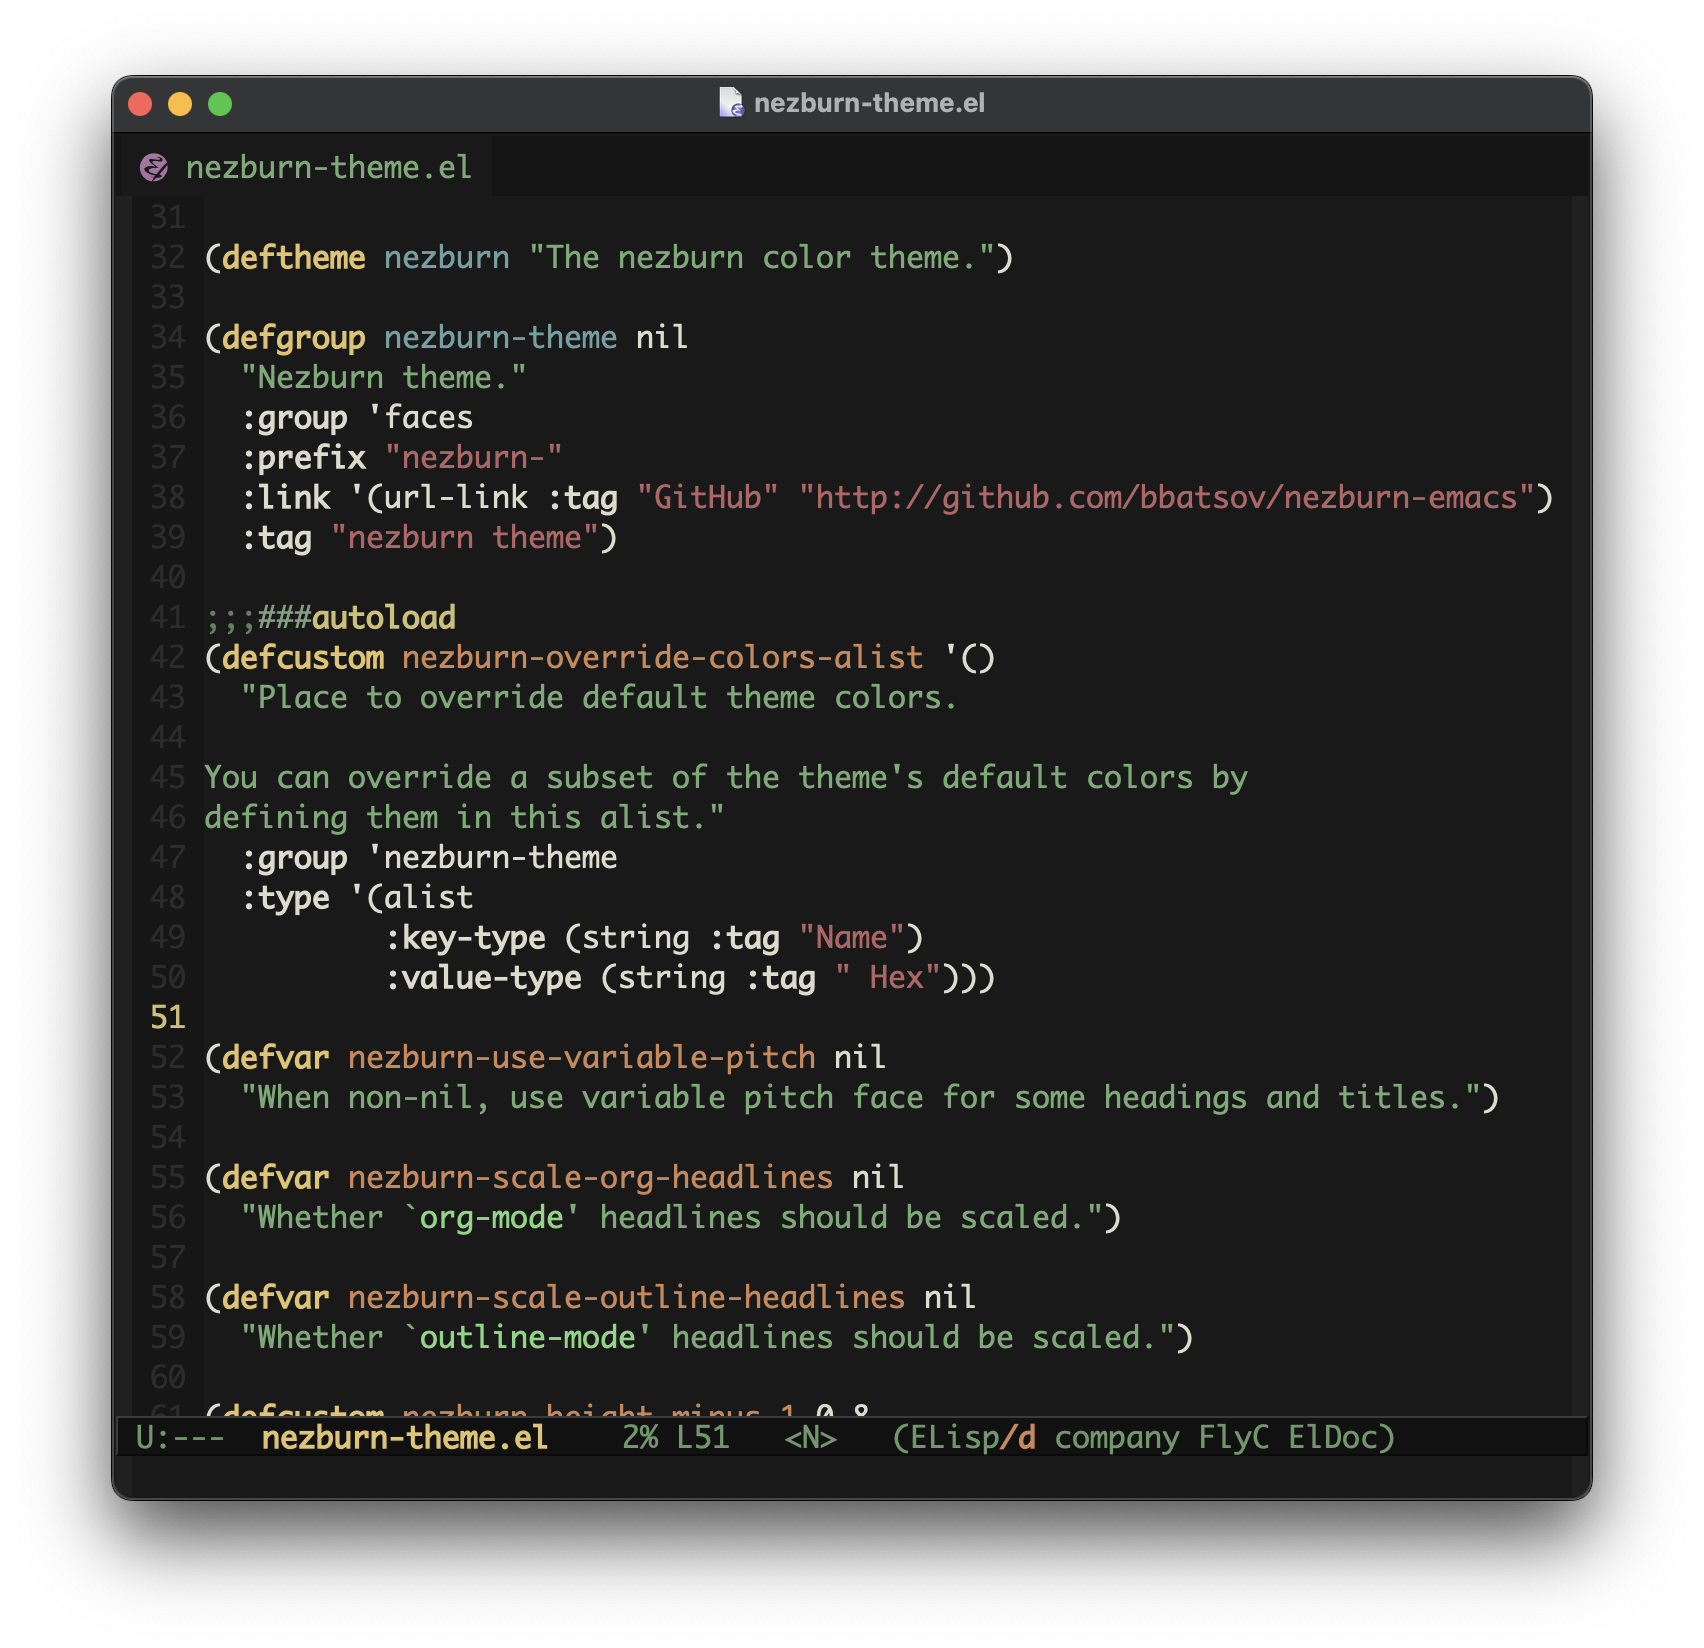 nezburn-theme.el
nezburn-theme.el
31
32 (deftheme nezburn "The nezburn color theme.")
33
34 (defgroup nezburn-theme nil
35   "Nezburn theme."
36   :group 'faces
37   :prefix "nezburn-"
38   :link '(url-link :tag "GitHub" "http://github.com/bbatsov/nezburn-emacs")
39   :tag "nezburn theme")
40
41 ;;;###autoload
42 (defcustom nezburn-override-colors-alist '()
43   "Place to override default theme colors.
44
45 You can override a subset of the theme's default colors by
46 defining them in this alist."
47   :group 'nezburn-theme
48   :type '(alist
49           :key-type (string :tag "Name")
50           :value-type (string :tag " Hex")))
51
52 (defvar nezburn-use-variable-pitch nil
53   "When non-nil, use variable pitch face for some headings and titles.")
54
55 (defvar nezburn-scale-org-headlines nil
56   "Whether `org-mode' headlines should be scaled.")
57
58 (defvar nezburn-scale-outline-headlines nil
59   "Whether `outline-mode' headlines should be scaled.")
60
61 (defcustom nezburn-height-minus-1 0.8
U:---  nezburn-theme.el    2% L51   <N>   (ELisp/d company FlyC ElDoc)